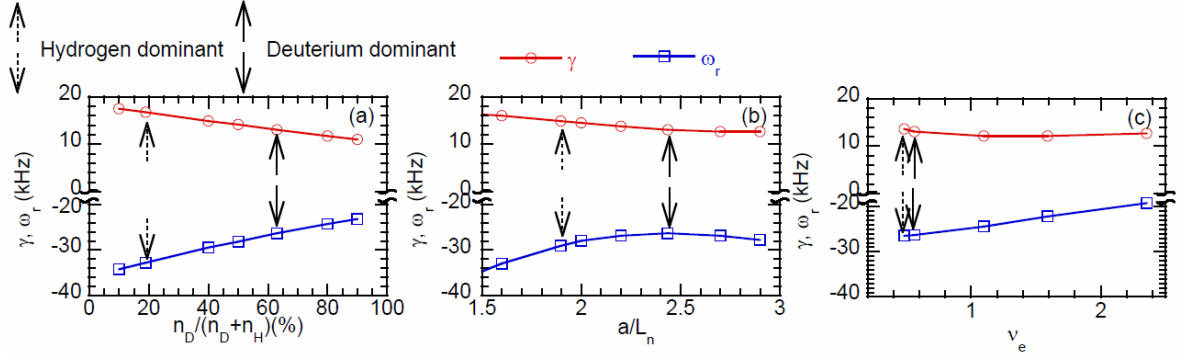 Hydrogen dominant
Deuterium dominant
γ
ω_r
(a)
20
10
0
-20
-30
-40
γ, ω_r (kHz)
0 20 40 60 80 100
n_D/(n_D+n_H)(%)
(b)
20
10
0
-20
-30
-40
γ, ω_r (kHz)
1.5 2 2.5 3
a/L_n
(c)
20
10
0
-20
-30
-40
γ, ω_r (kHz)
1 2
ν_e